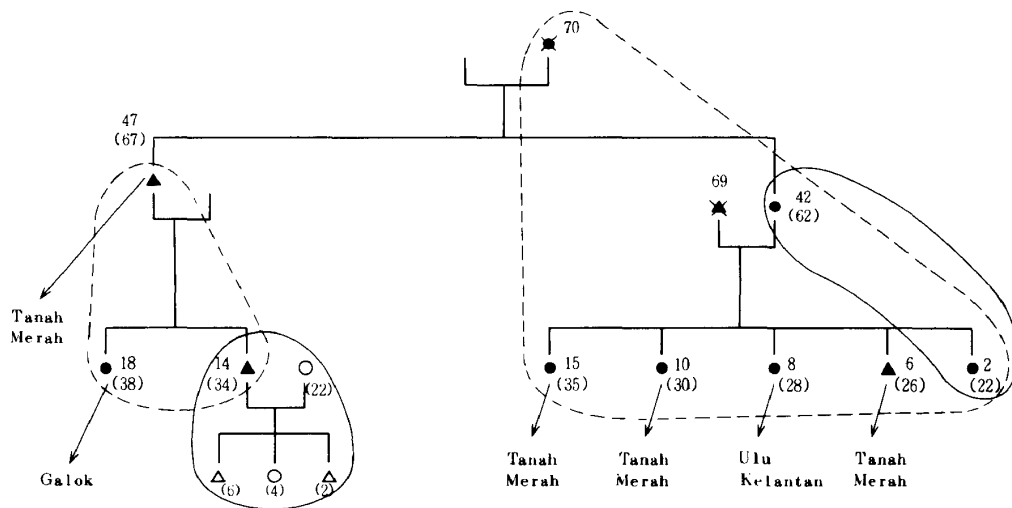 70
47
(67)
69
42
(62)
Tanah
Merah
18
(38)
14
(34)
(22)
15
(35)
10
(30)
8
(28)
6
(26)
2
(22)
(6)
(4)
(2)
Galok
Tanah
Merah
Tanah
Merah
Ulu
Kelantan
Tanah
Merah